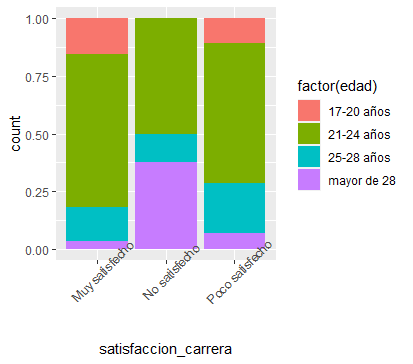 1.00
0.75
0.50
0.25
0.00
count
Muy satisfecho
No satisfecho
Poco satisfecho
satisfaccion_carrera
factor(edad)
17-20 años
21-24 años
25-28 años
mayor de 28